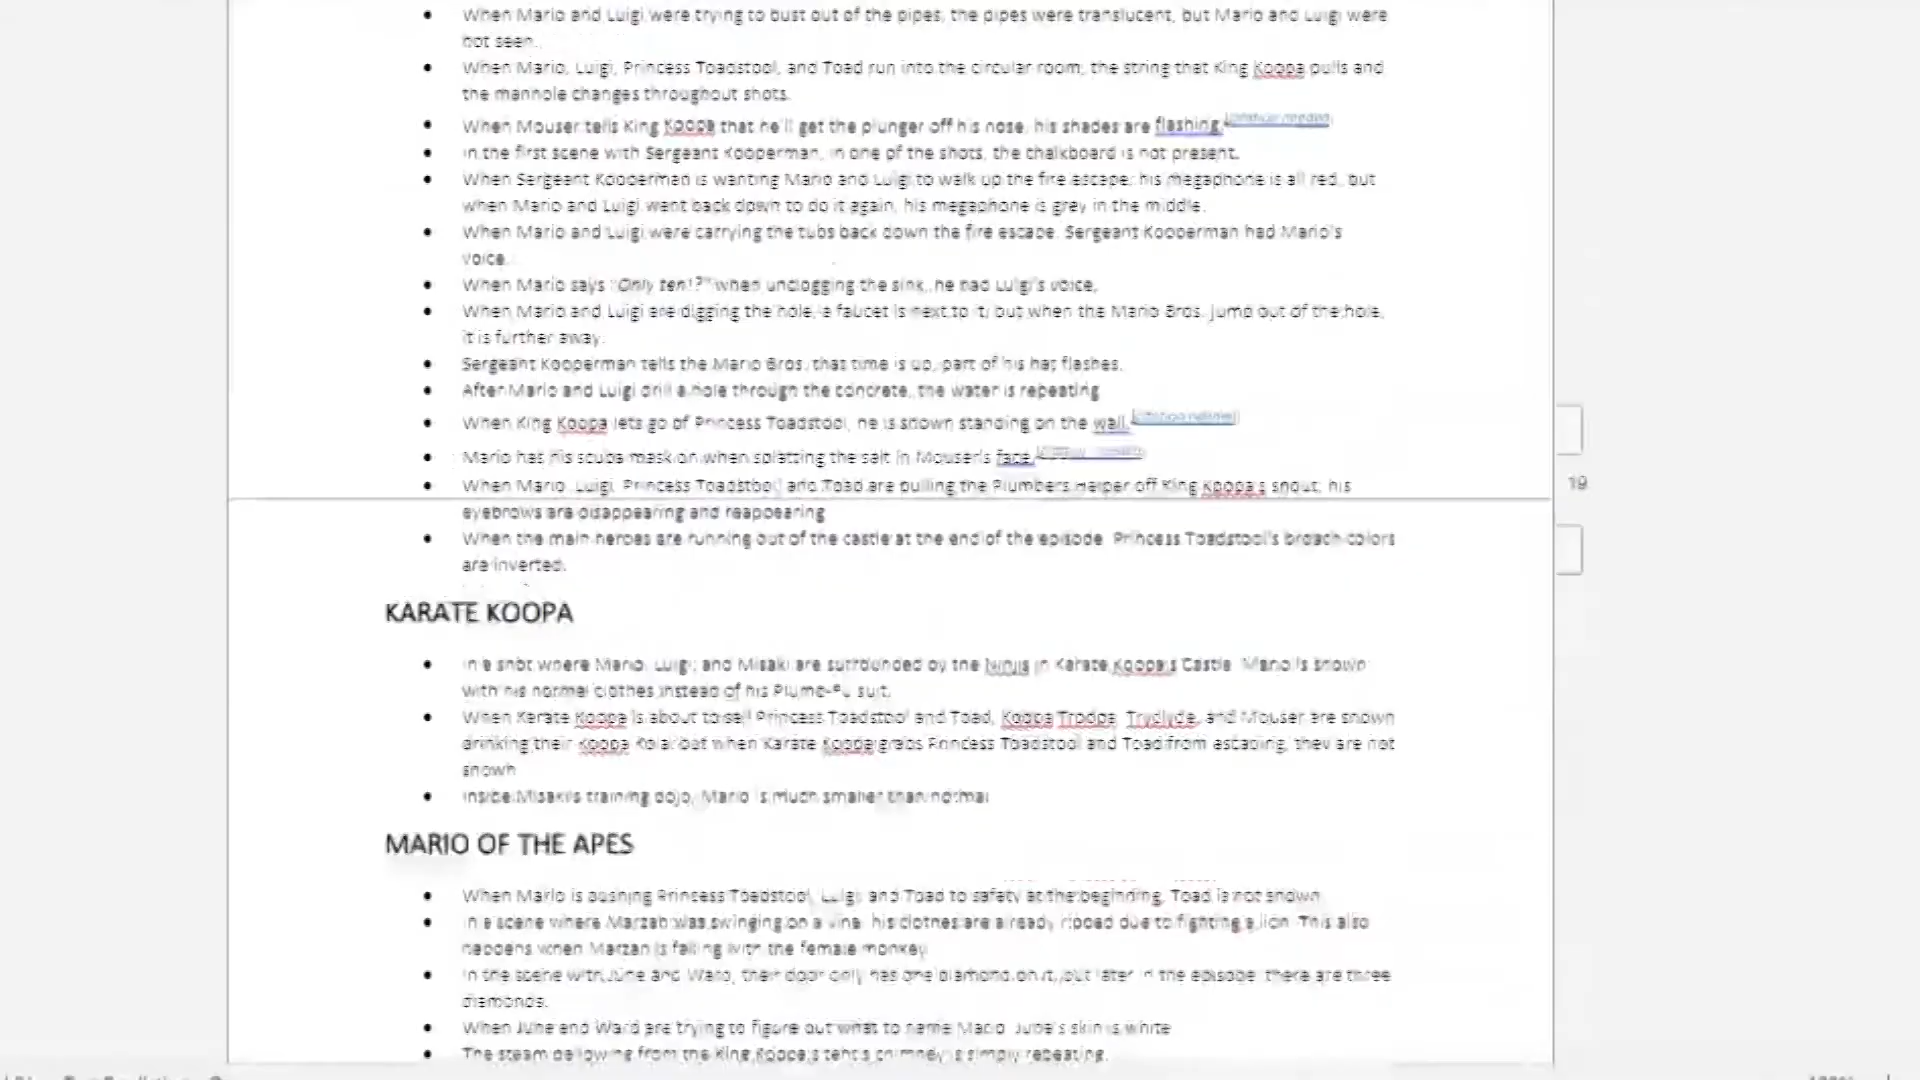 When Mario and Luigi were trying to bust out of the pipes, the pipes were translucent, but Mario and Luigi were
not seen.
When Mario, Luigi, Princess Toadstool, and Toad run into the circular room, the string that King Koopa pulls and
the manhole changes throughout shots.
When Mouser tells King Koopa that he'll get the plunger off his nose, his shades are flashing.[citation needed]
In the first scene with Sergeant Kooperman, in one of the shots, the chalkboard is not present.
When Sergeant Kooperman is wanting Mario and Luigi to walk up the fire escape, his megaphone is all red, but
when Mario and Luigi went back down to do it again, his megaphone is grey in the middle.
When Mario and Luigi were carrying the tubs back down the fire escape, Sergeant Kooperman had Mario's
voice.
When Mario says "Only ten!?" when unclogging the sink, he had Luigi's voice.
When Mario and Luigi are digging the hole, a faucet is next to it, but when the Mario Bros. jump out of the hole,
it is further away.
Sergeant Kooperman tells the Mario Bros. that time is up, part of his hat flashes.
After Mario and Luigi drill a hole through the concrete, the water is repeating
When King Koopa lets go of Princess Toadstool, he is shown standing on the wall.[citation needed]
Mario has his scuba mask on when splatting the salt in Mouser's face.
When Mario, Luigi, Princess Toadstool, and Toad are pulling the Plumbers Helper off King Koopa's snout, his
eyebrows are disappearing and reappearing
When the main heroes are running out of the castle at the end of the episode, Princess Toadstool's broach colors
are inverted.
KARATE KOOPA
In a shot where Mario, Luigi, and Misaki are surrounded by the Ninjis in Karate Koopa's Castle, Mario is shown
with his normal clothes instead of his Plumb-Fu suit.
When Karate Koopa is about to sell Princess Toadstool and Toad, Koopa Troopa, Tryclyde, and Mouser are shown
drinking their Koopa Kola, but when Karate Koopa grabs Princess Toadstool and Toad from escaping, they are not
shown
Inside Misaki's training dojo, Mario is much smaller than normal
MARIO OF THE APES
When Mario is pushing Princess Toadstool, Luigi, and Toad to safety at the beginning, Toad is not shown.
In a scene where Marzan was swinging on a vine, his clothes are already ripped due to fighting a lion. This also
happens when Marzan is falling with the female monkey
In the scene with June and Ward, their door only has one diamond on it, but later in the episode, there are three
diamonds.
When June and Ward are trying to figure out what to name Mario, June's skin is white
The steam from the King Koopa's tent's chimney is simply repeating.
19